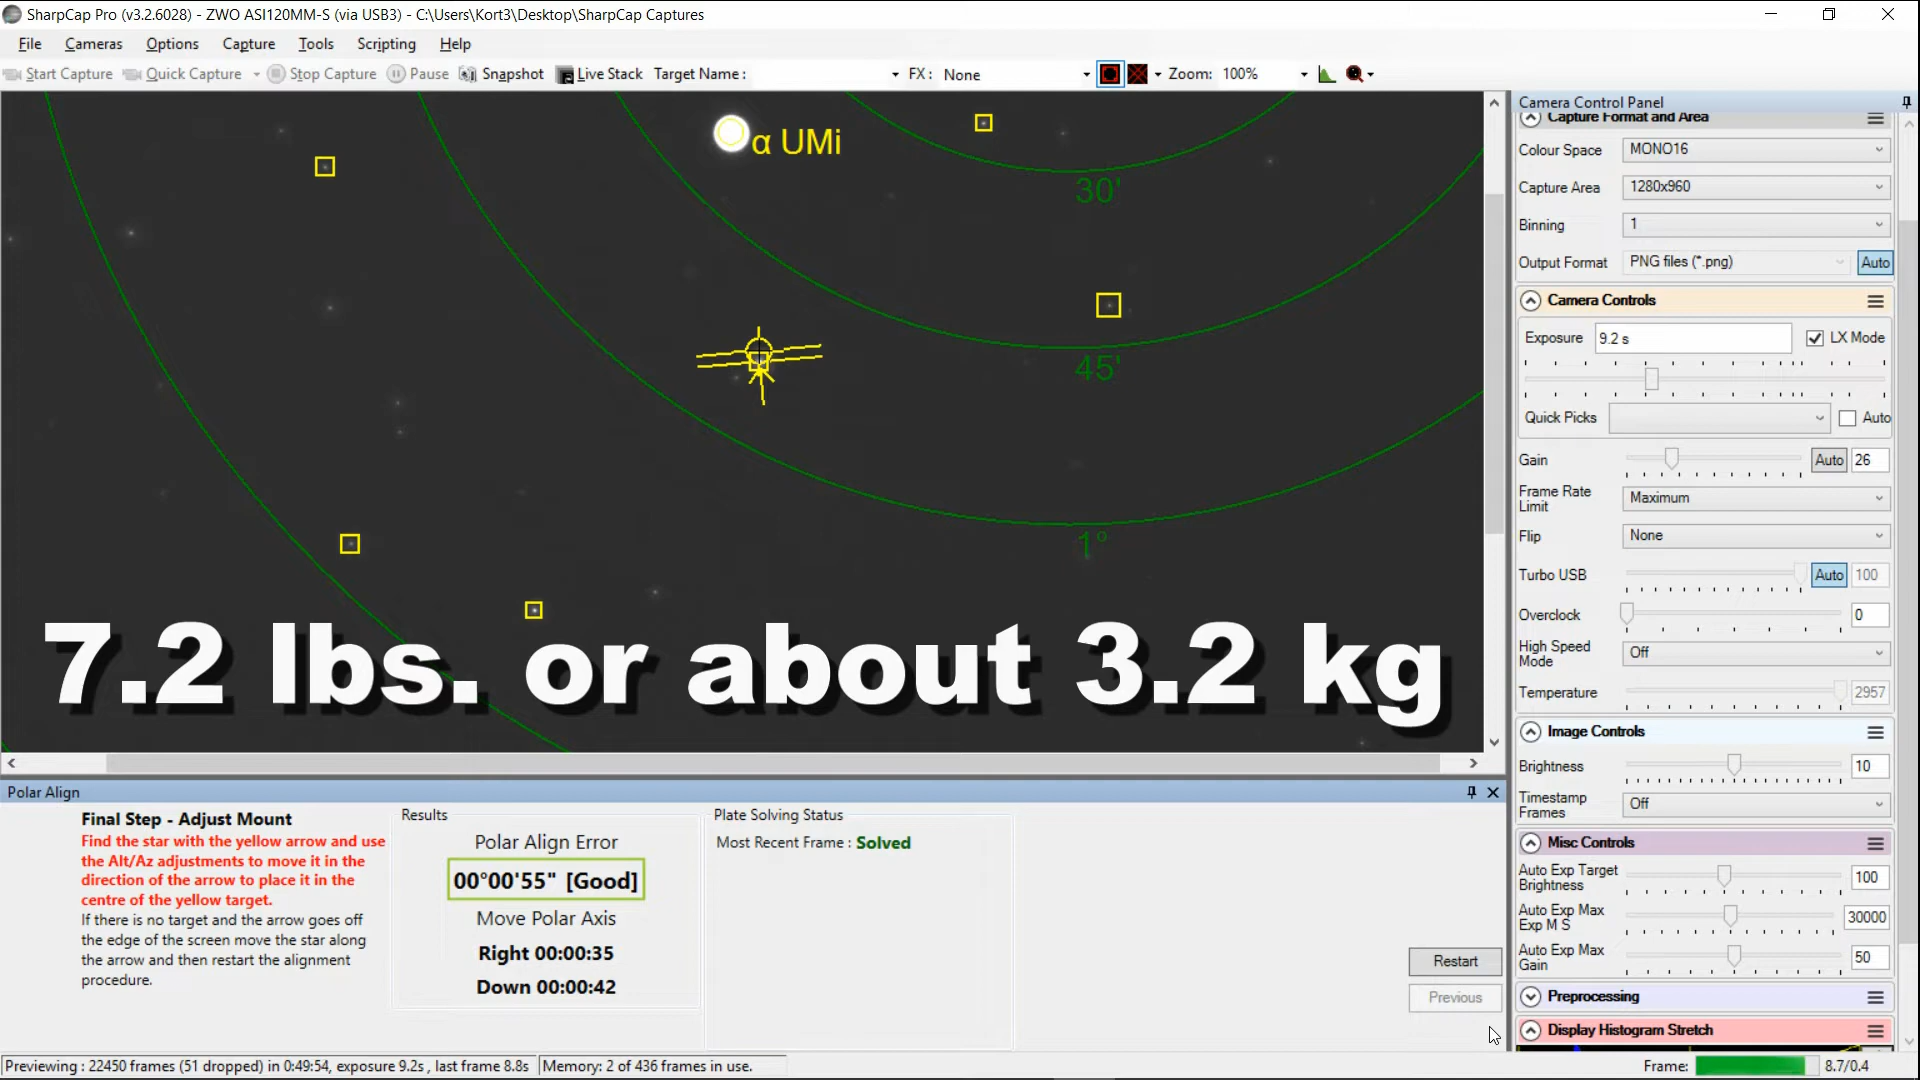 SharpCap Pro (v3.2.6028) - ZWO ASI120MM-S (via USB3) - C:\Users\Kort3\Desktop\SharpCap Captures
File Cameras Options Capture Tools Scripting Help
Start Capture Quick Capture Stop Capture Pause Snapshot Live Stack Target Name : FX : None Zoom: 100%
α UMi
30'
45'
1°
7.2 lbs. or about 3.2 kg
Camera Control Panel
Capture Format and Area
Colour Space MONO16
Capture Area 1280x960
Binning 1
Output Format PNG files (*.png) Auto
Camera Controls
Exposure 9.2 s LX Mode
Quick Picks Auto
Gain Auto 26
Frame Rate
Limit Maximum
Flip None
Turbo USB Auto 100
Overclock 0
High Speed
Mode Off
Temperature 2957
Image Controls
Brightness 10
Timestamp
Frames Off
Misc Controls
Auto Exp Target
Brightness 100
Auto Exp Max
Exp M S 30000
Auto Exp Max
Gain 50
Preprocessing
Display Histogram Stretch
Polar Align
Final Step - Adjust Mount
Find the star with the yellow arrow and use
the Alt/Az adjustments to move it in the
direction of the arrow to place it in the
centre of the yellow target.
If there is no target and the arrow goes off
the edge of the screen move the star along
the arrow and then restart the alignment
procedure.
Results
Polar Align Error
00°00'55" [Good]
Move Polar Axis
Right 00:00:35
Down 00:00:42
Plate Solving Status
Most Recent Frame : Solved
Restart
Previous
Previewing : 22450 frames (51 dropped) in 0:49:54, exposure 9.2s , last frame 8.8s Memory: 2 of 436 frames in use. Frame: 8.7/0.4